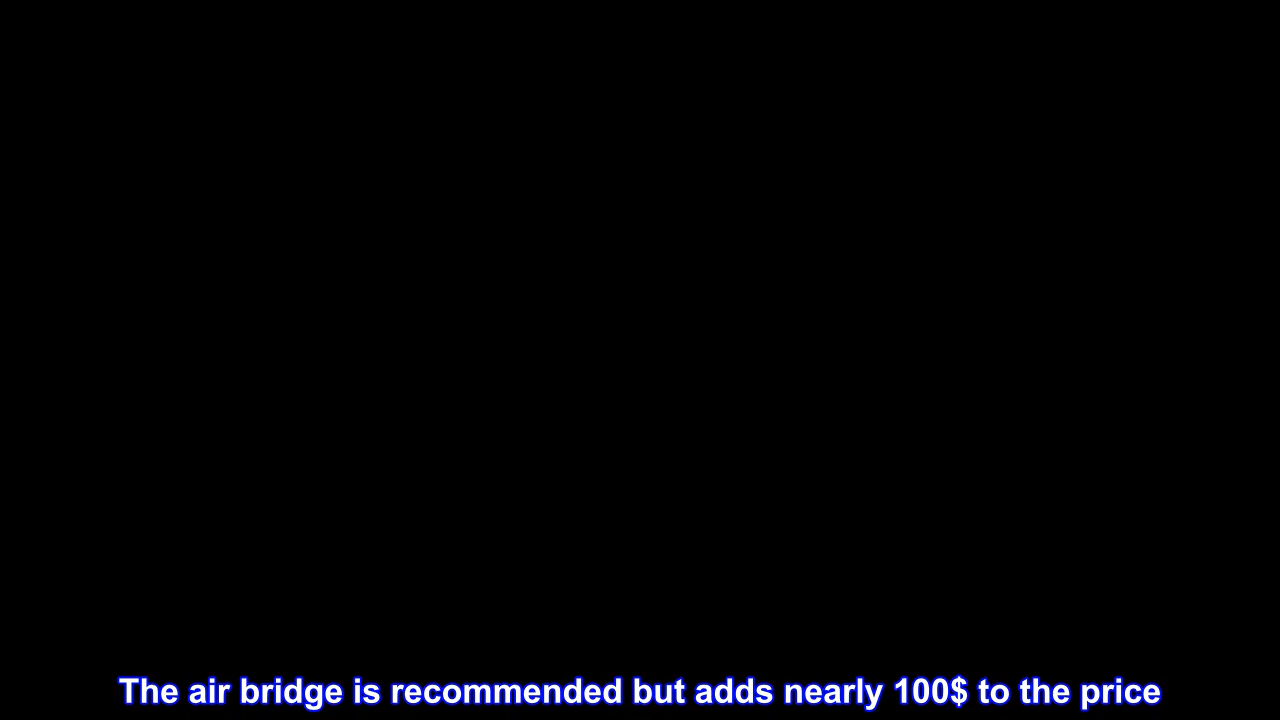 The air bridge is recommended but adds nearly 100$ to the price